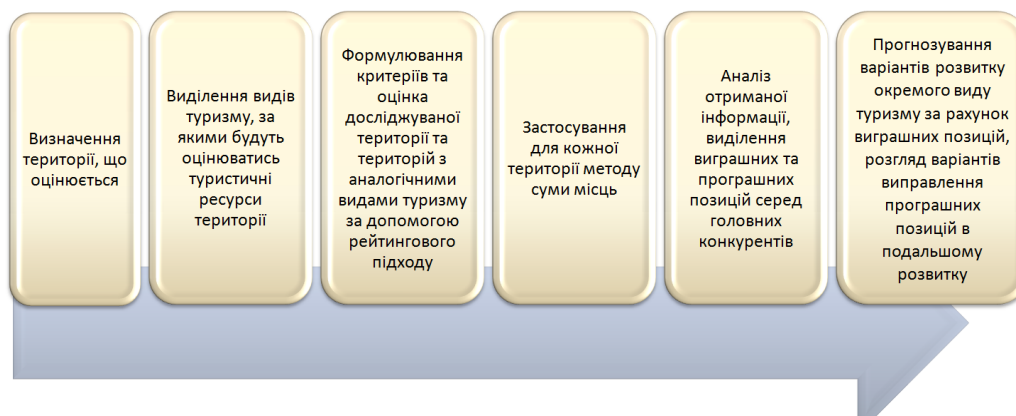 Визначення
території, що
оцінюється
Виділення видів
туризму, за
якими будуть
оцінюватись
туристичні
ресурси
території
Формулювання
критеріїв та
оцінка
досліджуваної
території та
територій з
аналогічними
видами туризму
за допомогою
рейтингового
підходу
Застосування
для кожної
території методу
суми місць
Аналіз
отриманої
інформації,
виділення
виграшних та
програшних
позицій серед
головних
конкурентів
Прогнозування
варіантів розвитку
окремого виду
туризму за рахунок
виграшних позицій,
розгляд варіантів
виправлення
програшних
позицій в
подальшому
розвитку